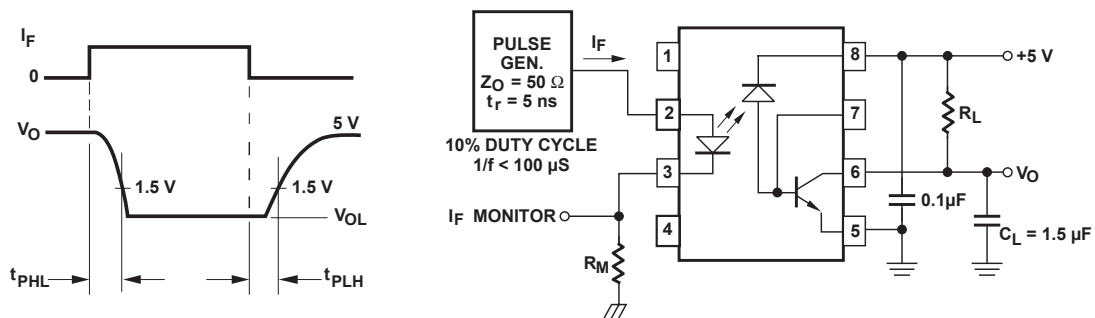 I_F
0
V_O
5 V
1.5 V
1.5 V
V_OL
t_PHL
t_PLH
PULSE
GEN.
Z_O = 50 Ω
t_r = 5 ns
I_F
10% DUTY CYCLE
1/f < 100 µS
I_F MONITOR
R_M
1
2
3
4
8
7
6
5
+5 V
R_L
V_O
0.1µF
C_L = 1.5 µF